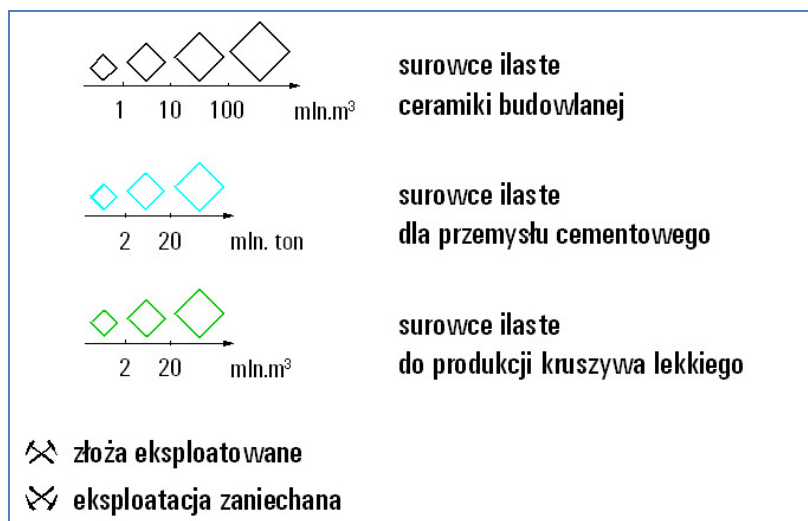 surowce ilaste
ceramiki budowlanej
1 10 100 mln.m³
surowce ilaste
dla przemysłu cementowego
2 20 mln. ton
surowce ilaste
do produkcji kruszywa lekkiego
2 20 mln.m³
złoża eksploatowane
eksploatacja zaniechana